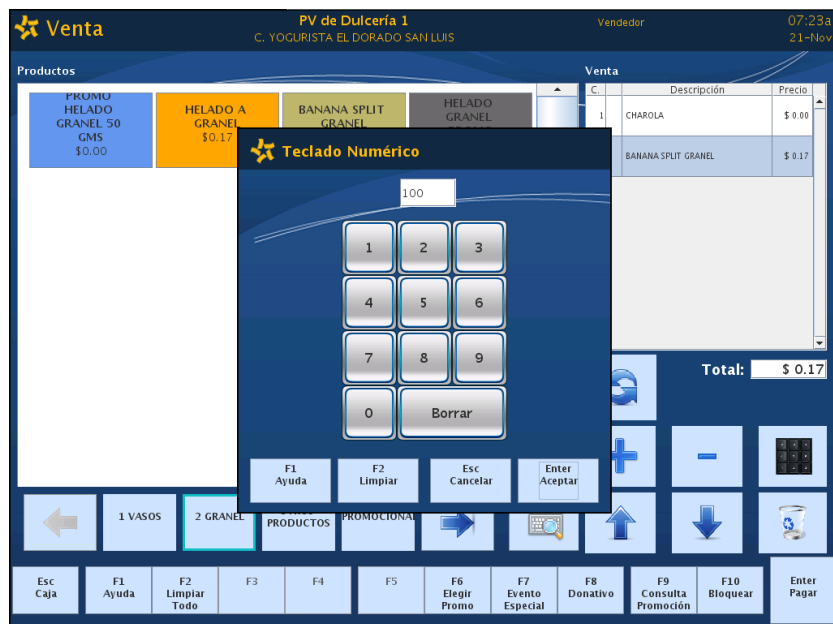 Venta
PV de Dulcería 1
C. YOGURISTA EL DORADO SAN LUIS
Vendedor
07:23a
21-Nov
Productos
PROMO
HELADO
GRANEL 50
GMS
$0.00
HELADO A
GRANEL
$0.17
BANANA SPLIT
GRANEL
HELADO
GRANEL
Venta
C.
Descripción
Precio
1
CHAROLA
$ 0.00
BANANA SPLIT GRANEL
$ 0.17
Teclado Numérico
100
1
2
3
4
5
6
7
8
9
0
Borrar
F1
Ayuda
F2
Limpiar
Esc
Cancelar
Enter
Aceptar
Total:
$ 0.17
1 VASOS
2 GRANEL
PRODUCTOS
PROMOCIONA
Esc
Caja
F1
Ayuda
F2
Limpiar
Todo
F3
F4
F5
F6
Elegir
Promo
F7
Evento
Especial
F8
Donativo
F9
Consulta
Promoción
F10
Bloquear
Enter
Pagar